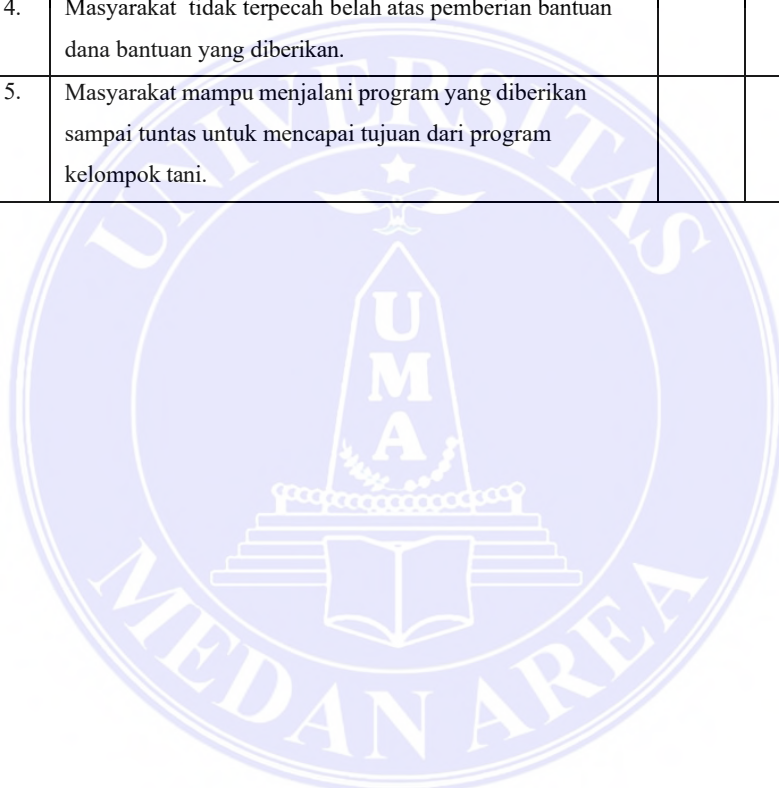 4. Masyarakat tidak terpecah belah atas pemberian bantuan
dana bantuan yang diberikan.
5. Masyarakat mampu menjalani program yang diberikan
sampai tuntas untuk mencapai tujuan dari program
kelompok tani.
UNIVERSITAS
U
M
A
MEDAN AREA